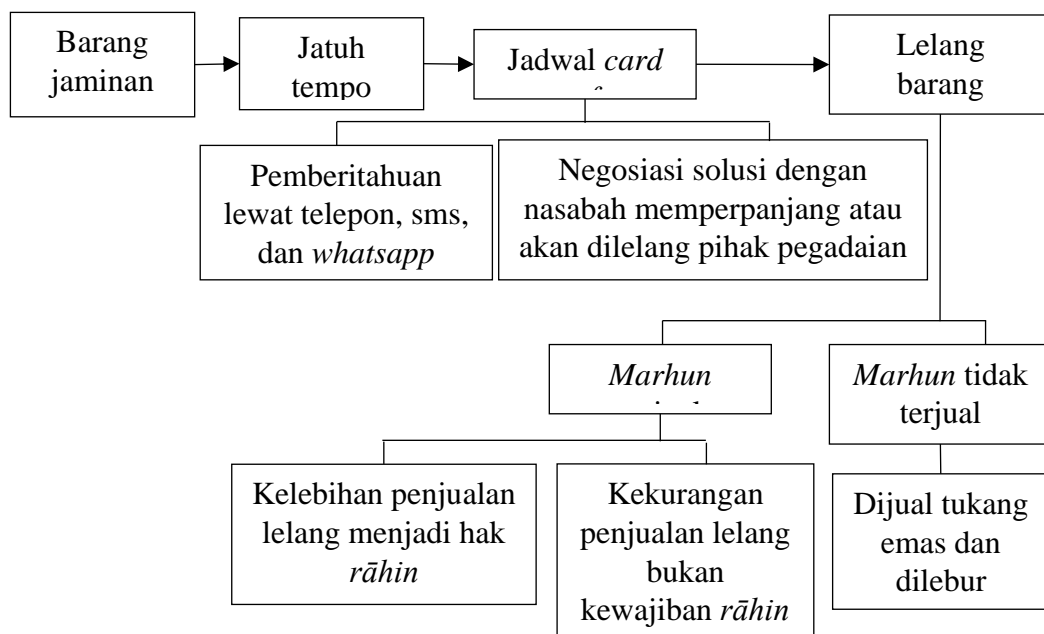 Barang
jaminan
Jatuh
tempo
Jadwal card
Lelang
barang
Pemberitahuan
lewat telepon, sms,
dan whatsapp
Negosiasi solusi dengan
nasabah memperpanjang atau
akan dilelang pihak pegadaian
Marhun
Marhun tidak
terjual
Kelebihan penjualan
lelang menjadi hak
rāhin
Kekurangan
penjualan lelang
bukan
kewajiban rāhin
Dijual tukang
emas dan
dilebur